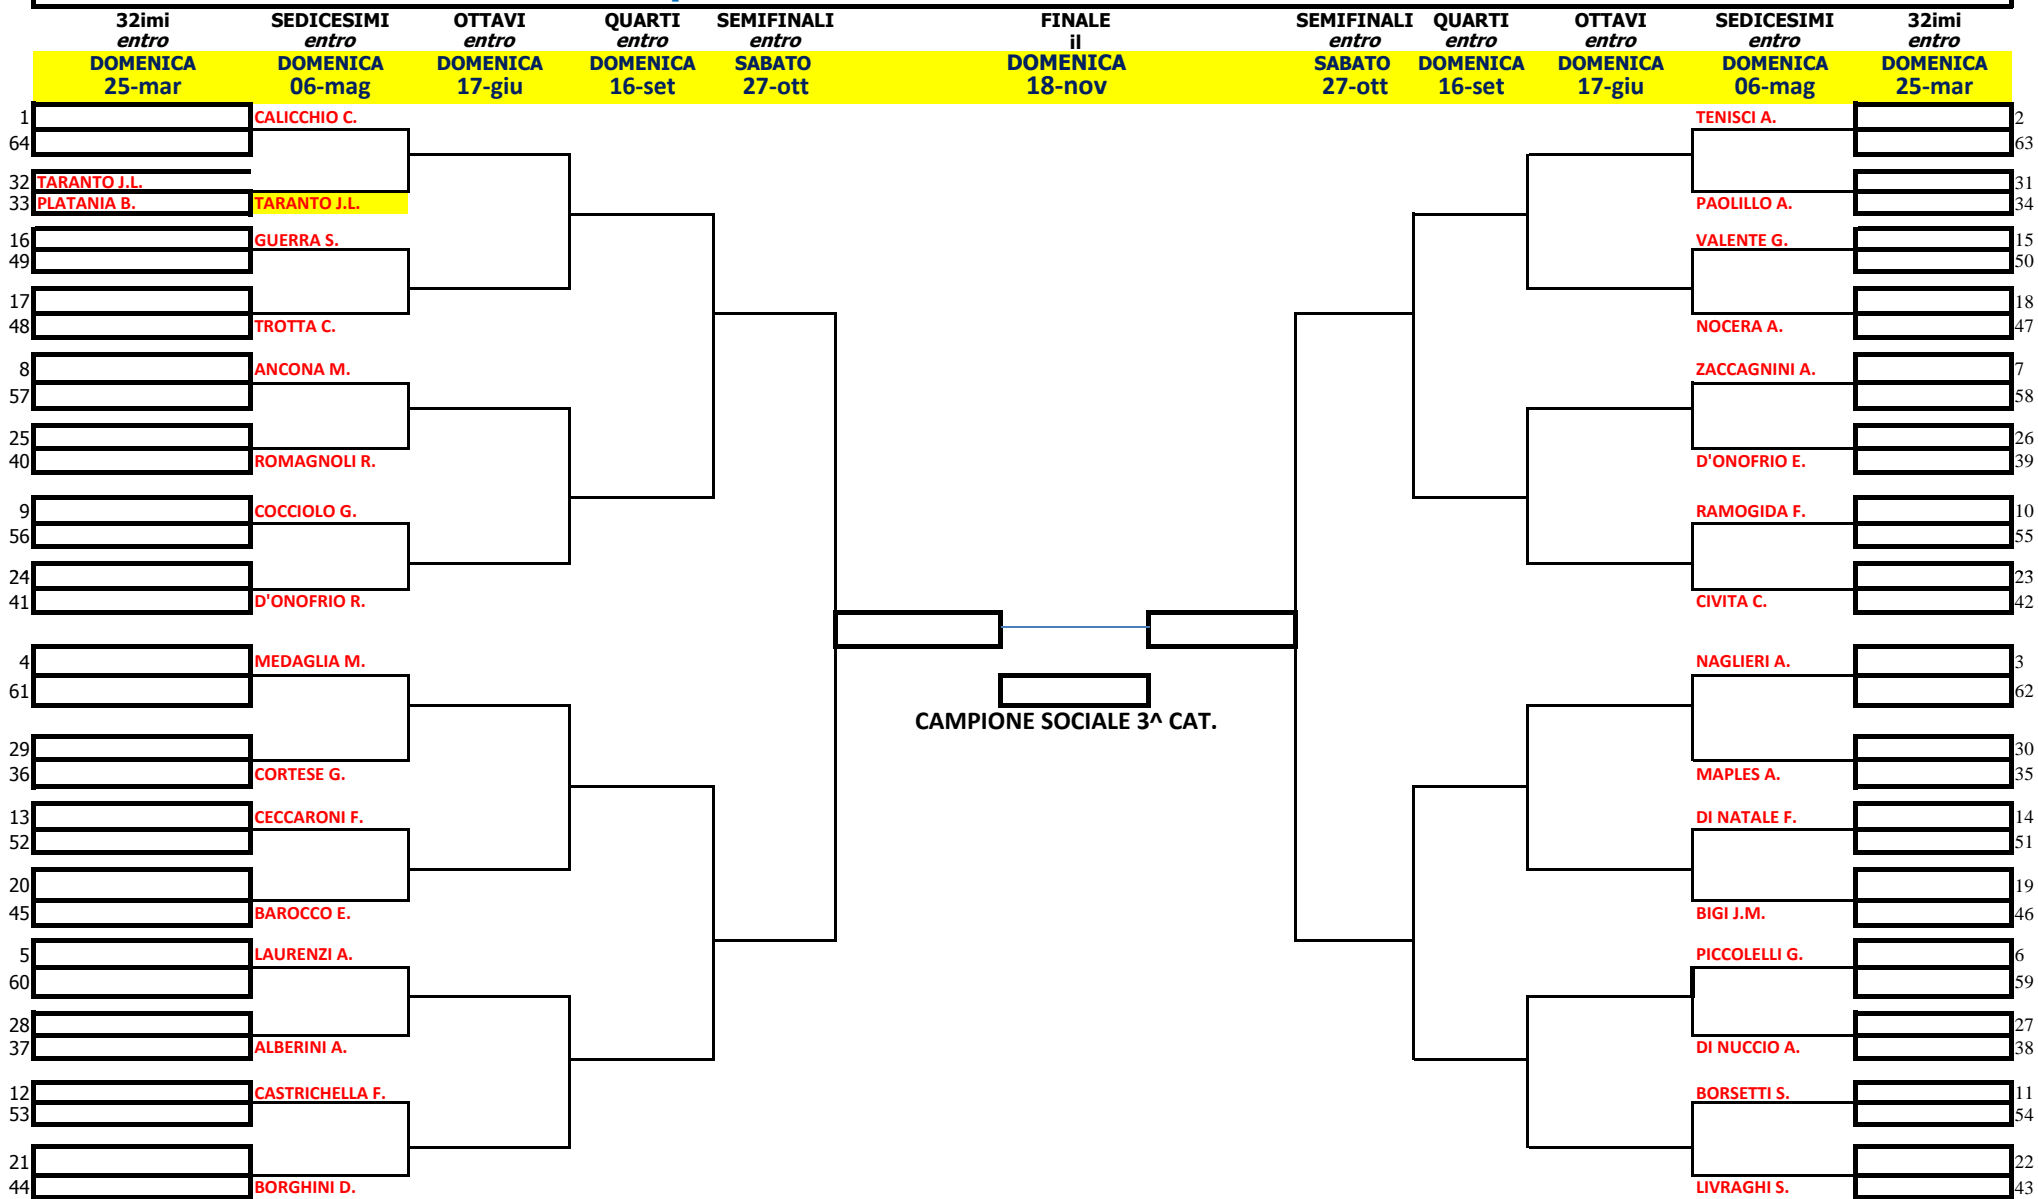 32imi SEDICESIMI OTTAVI QUARTI SEMIFINALI FINALE SEMIFINALI QUARTI OTTAVI SEDICESIMI 32imi
entro entro entro entro entro il entro entro entro entro entro
DOMENICA DOMENICA DOMENICA DOMENICA SABATO DOMENICA SABATO DOMENICA DOMENICA DOMENICA DOMENICA
25-mar 06-mag 17-giu 16-set 27-ott 18-nov 27-ott 16-set 17-giu 06-mag 25-mar
1 CALICCHIO C. TENISCI A. 2
64 63
32 TARANTO J.L. 31
33 PLATANIA B. TARANTO J.L. PAOLILLO A. 34
16 GUERRA S. VALENTE G. 15
49 50
17 18
48 TROTTA C. NOCERA A. 47
8 ANCONA M. ZACCAGNINI A. 7
57 58
25 26
40 ROMAGNOLI R. D'ONOFRIO E. 39
9 COCCIOLO G. RAMOGIDA F. 10
56 55
24 23
41 D'ONOFRIO R. CIVITA C. 42
4 MEDAGLIA M. NAGLIERI A. 3
61 62
CAMPIONE SOCIALE 3^ CAT.
29 30
36 CORTESE G. MAPLES A. 35
13 CECCARONI F. DI NATALE F. 14
52 51
20 19
45 BAROCCO E. BIGI J.M. 46
5 LAURENZI A. PICCOLELLI G. 6
60 59
28 27
37 ALBERINI A. DI NUCCIO A. 38
12 CASTRICHELLA F. BORSETTI S. 11
53 54
21 22
44 BORGHINI D. LIVRAGHI S. 43